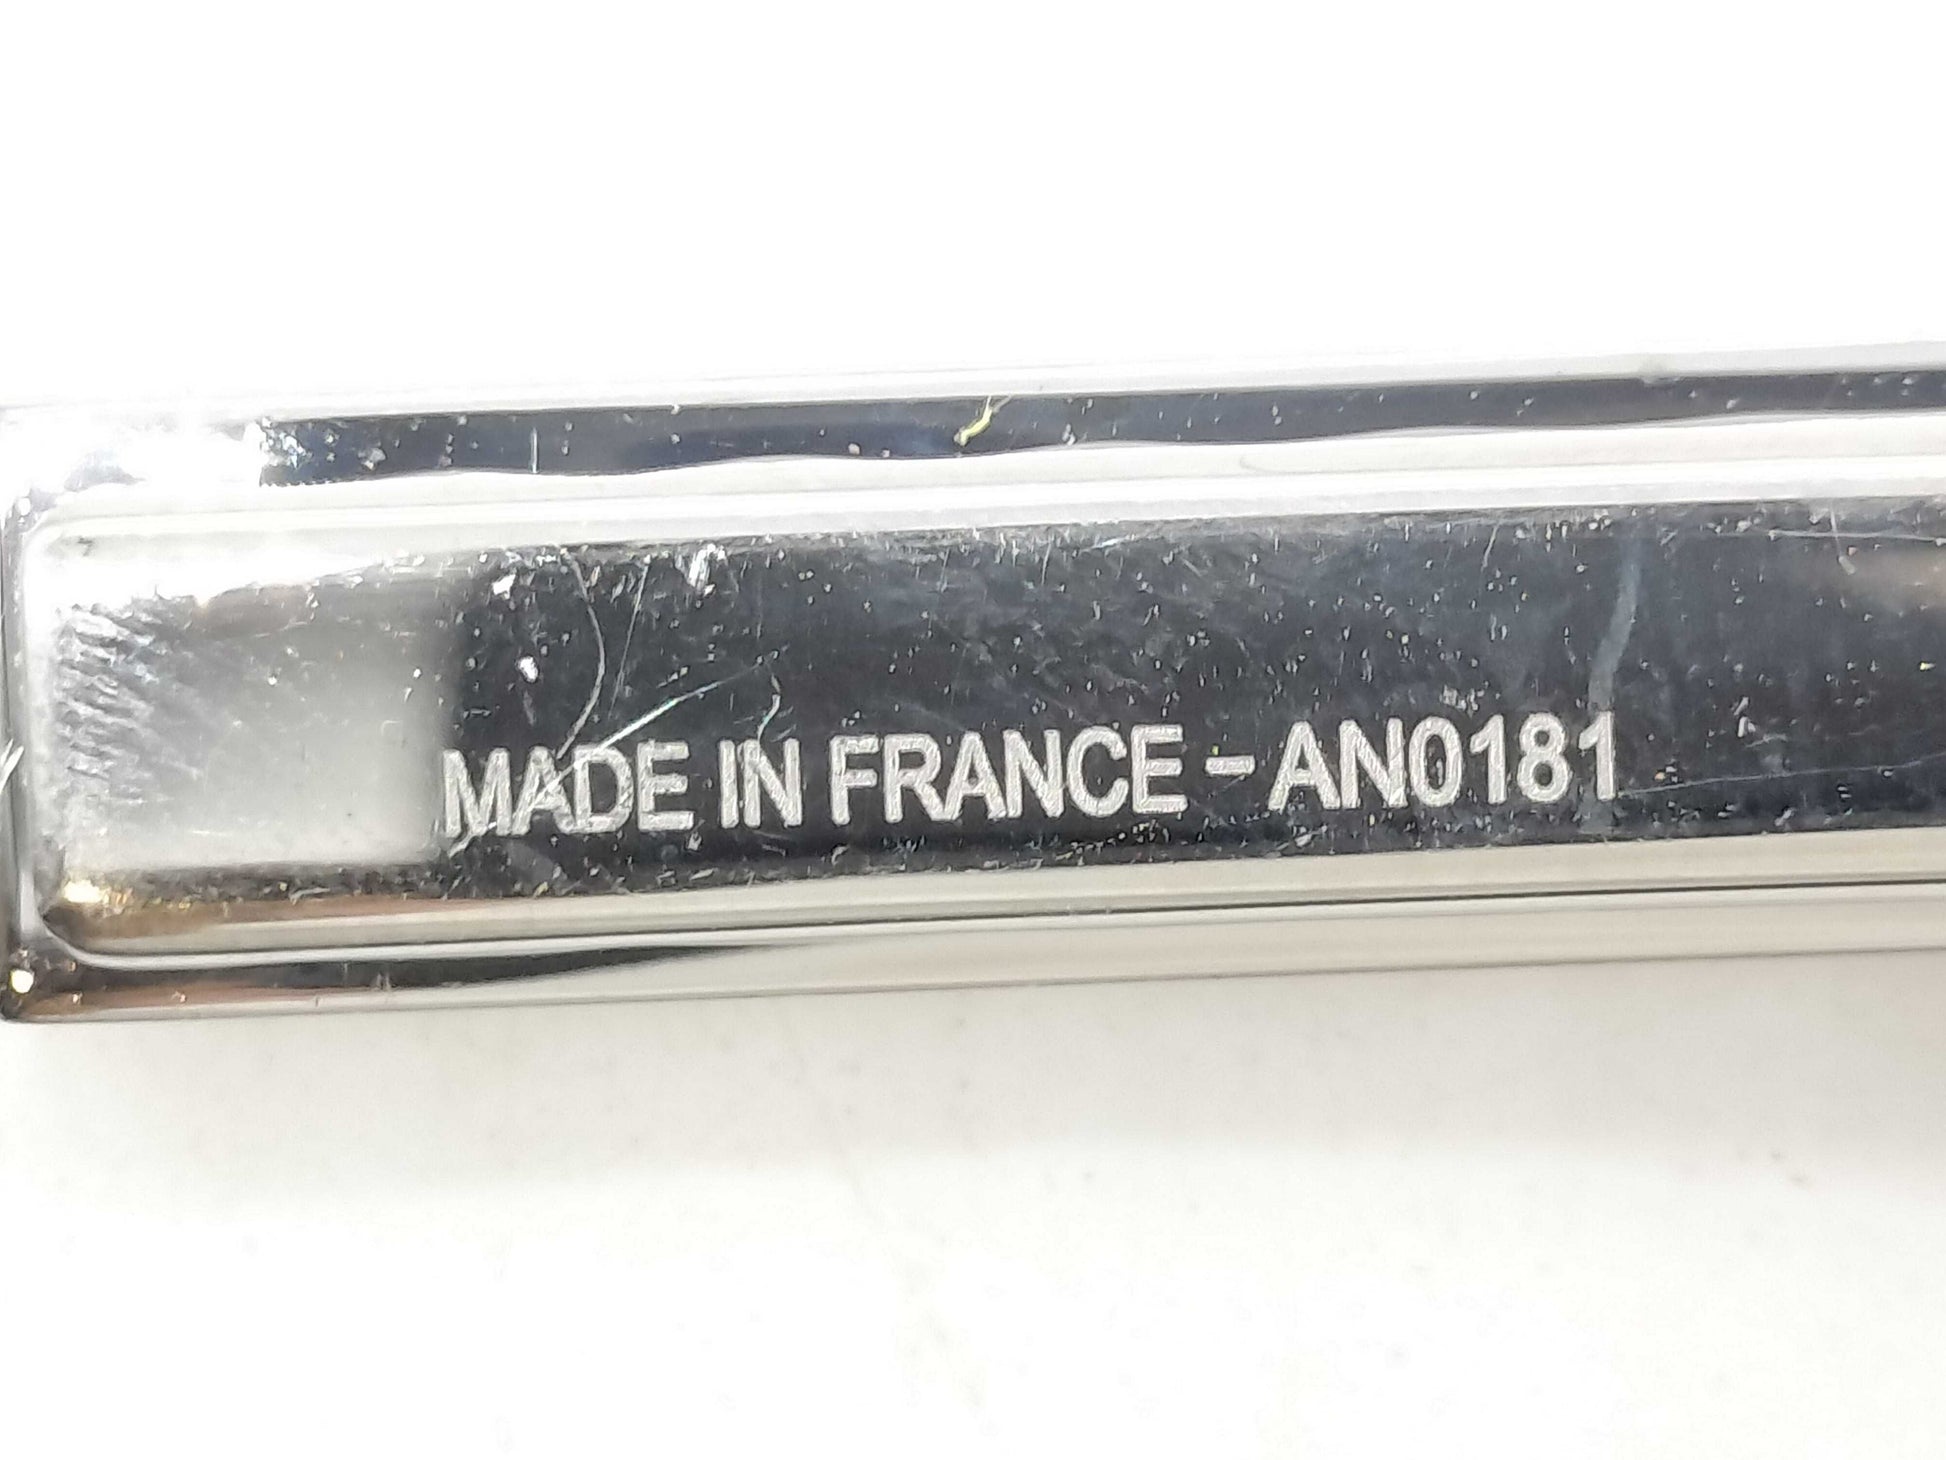 MADE IN FRANCE - AN0181